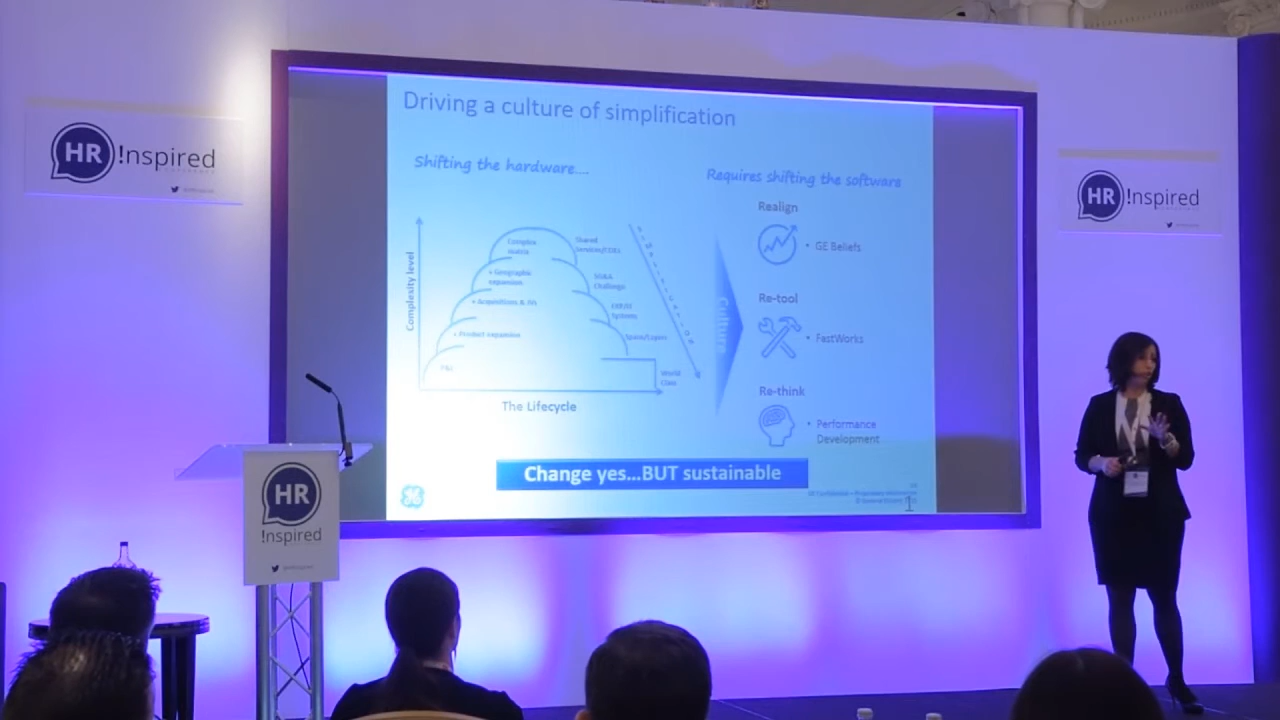 Driving a culture of simplification
HR !nspired
HR !nspired
Shifting the hardware....
Requires shifting the software
Complexity level
Complex
matrix
Shared
Services/COEs
+ Geographic
expansion
SG&A
Challenge
+ Acquisitions & JVs
ERP/IT
Systems
+ Product expansion
Spans/Layers
P&L
World
Class
The Lifecycle
Culture
Realign
• GE Beliefs
Re-tool
• FastWorks
Re-think
• Performance
Development
Change yes...BUT sustainable
1
HR
!nspired